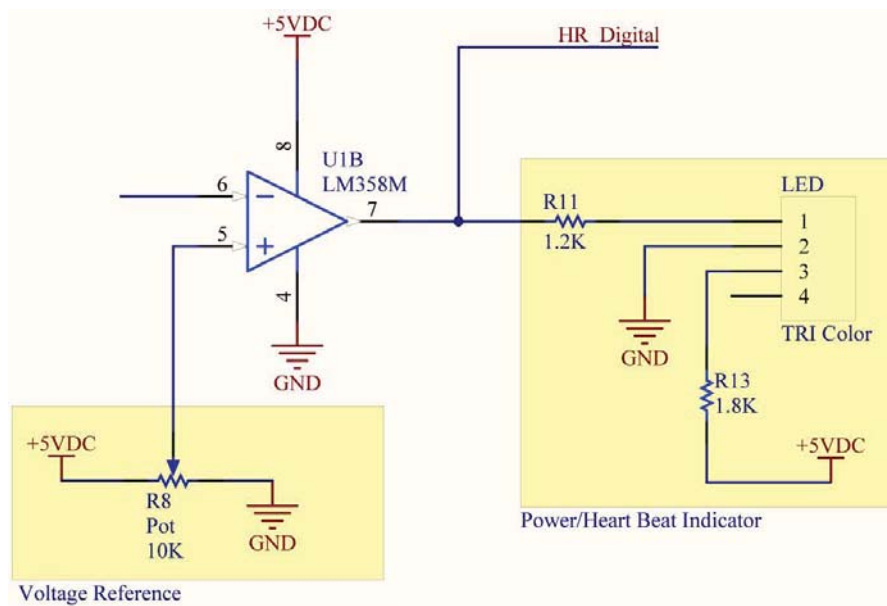 +5VDC
HR Digital
8
U1B
LM358M
6
7
5
4
GND
+5VDC
R8
Pot
10K
GND
Voltage Reference
R11
1.2K
LED
1
2
3
4
TRI Color
GND
R13
1.8K
+5VDC
Power/Heart Beat Indicator